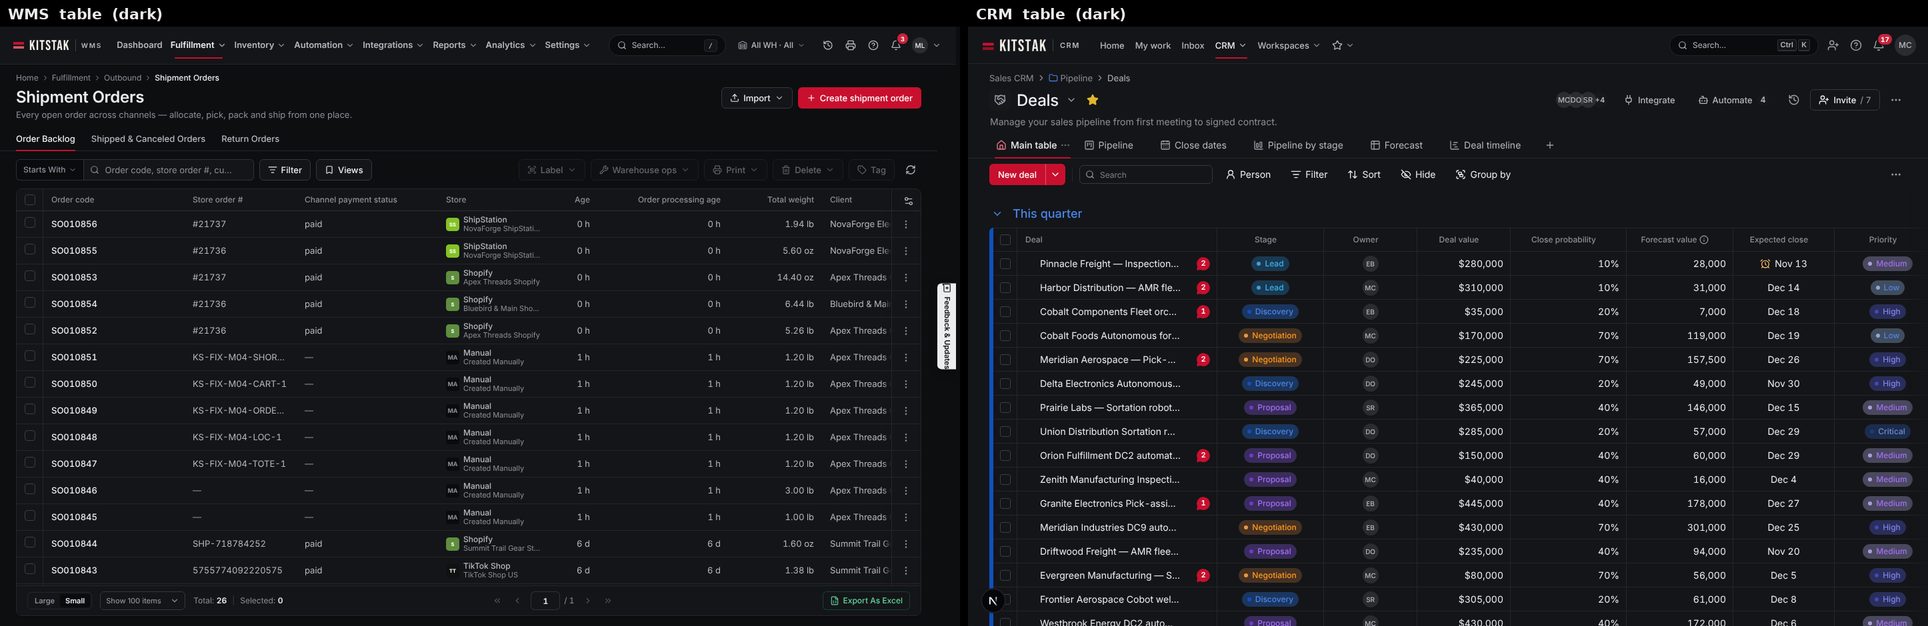 WMS table (dark)
KITSTAK WMS Dashboard Fulfillment Inventory Automation Integrations Reports Analytics Settings Search... / All WH · All 3 ML
Home > Fulfillment > Outbound > Shipment Orders
Shipment Orders
Import + Create shipment order
Every open order across channels — allocate, pick, pack and ship from one place.
Order Backlog Shipped & Canceled Orders Return Orders
Starts With Order code, store order #, cu... Filter Views Label Warehouse ops Print Delete Tag
Order code Store order # Channel payment status Store Age Order processing age Total weight Client
SO010856 #21737 paid SS ShipStation NovaForge ShipStati... 0 h 0 h 1.94 lb NovaForge Ele
SO010855 #21736 paid SS ShipStation NovaForge ShipStati... 0 h 0 h 5.60 oz NovaForge Ele
SO010853 #21737 paid S Shopify Apex Threads Shopify 0 h 0 h 14.40 oz Apex Threads
SO010854 #21736 paid S Shopify Bluebird & Main Sho... 0 h 0 h 6.44 lb Bluebird & Mai
SO010852 #21736 paid S Shopify Apex Threads Shopify 0 h 0 h 5.26 lb Apex Threads
SO010851 KS-FIX-M04-SHOR... — MA Manual Created Manually 1 h 1 h 1.20 lb Apex Threads
SO010850 KS-FIX-M04-CART-1 — MA Manual Created Manually 1 h 1 h 1.20 lb Apex Threads
SO010849 KS-FIX-M04-ORDE... — MA Manual Created Manually 1 h 1 h 1.20 lb Apex Threads
SO010848 KS-FIX-M04-LOC-1 — MA Manual Created Manually 1 h 1 h 1.20 lb Apex Threads
SO010847 KS-FIX-M04-TOTE-1 — MA Manual Created Manually 1 h 1 h 1.20 lb Apex Threads
SO010846 — — MA Manual Created Manually 1 h 1 h 3.00 lb Apex Threads
SO010845 — — MA Manual Created Manually 1 h 1 h 1.00 lb Apex Threads
SO010844 SHP-718784252 paid S Shopify Summit Trail Gear St... 6 d 6 d 1.60 oz Summit Trail G
SO010843 5755774092220575 paid TT TikTok Shop TikTok Shop US 6 d 6 d 1.38 lb Summit Trail G
Large Small Show 100 items Total: 26 Selected: 0 « ‹ 1 / 1 › » Export As Excel
Feedback & Updates
CRM table (dark)
KITSTAK CRM Home My work Inbox CRM Workspaces Search... Ctrl K 17 MC
Sales CRM > Pipeline > Deals
Deals MC DO SR +4 Integrate Automate 4 Invite / 7
Manage your sales pipeline from first meeting to signed contract.
Main table Pipeline Close dates Pipeline by stage Forecast Deal timeline +
New deal Search Person Filter Sort Hide Group by
This quarter
Deal Stage Owner Deal value Close probability Forecast value Expected close Priority
Pinnacle Freight — Inspection... 2 Lead EB $280,000 10% 28,000 Nov 13 Medium
Harbor Distribution — AMR fle... 2 Lead MC $310,000 10% 31,000 Dec 14 Low
Cobalt Components Fleet orc... 1 Discovery EB $35,000 20% 7,000 Dec 18 High
Cobalt Foods Autonomous for... Negotiation MC $170,000 70% 119,000 Dec 19 Low
Meridian Aerospace — Pick-... 2 Negotiation DO $225,000 70% 157,500 Dec 26 High
Delta Electronics Autonomous... Discovery DO $245,000 20% 49,000 Nov 30 High
Prairie Labs — Sortation robot... Proposal SR $365,000 40% 146,000 Dec 15 Medium
Union Distribution Sortation r... Discovery DO $285,000 20% 57,000 Dec 29 Critical
Orion Fulfillment DC2 automat... 2 Proposal DO $150,000 40% 60,000 Dec 29 Medium
Zenith Manufacturing Inspecti... Proposal MC $40,000 40% 16,000 Dec 4 Medium
Granite Electronics Pick-assi... 1 Proposal EB $445,000 40% 178,000 Dec 27 Medium
Meridian Industries DC9 auto... Negotiation EB $430,000 70% 301,000 Dec 25 High
Driftwood Freight — AMR flee... Proposal DO $235,000 40% 94,000 Nov 20 Medium
Evergreen Manufacturing — S... 2 Negotiation MC $80,000 70% 56,000 Dec 5 High
N Frontier Aerospace Cobot wel... Discovery SR $305,000 20% 61,000 Dec 8 High
Westbrook Energy DC2 auto... Proposal MC $430,000 40% 172,000 Dec 6 Medium